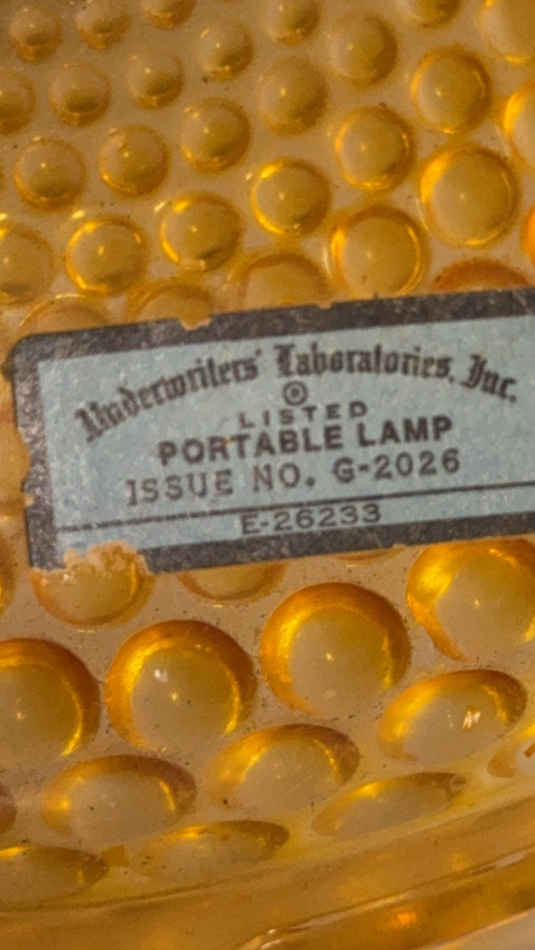 Underwriters' Laboratories, Inc.
LISTED
PORTABLE LAMP
ISSUE NO. G-2026
E-26233